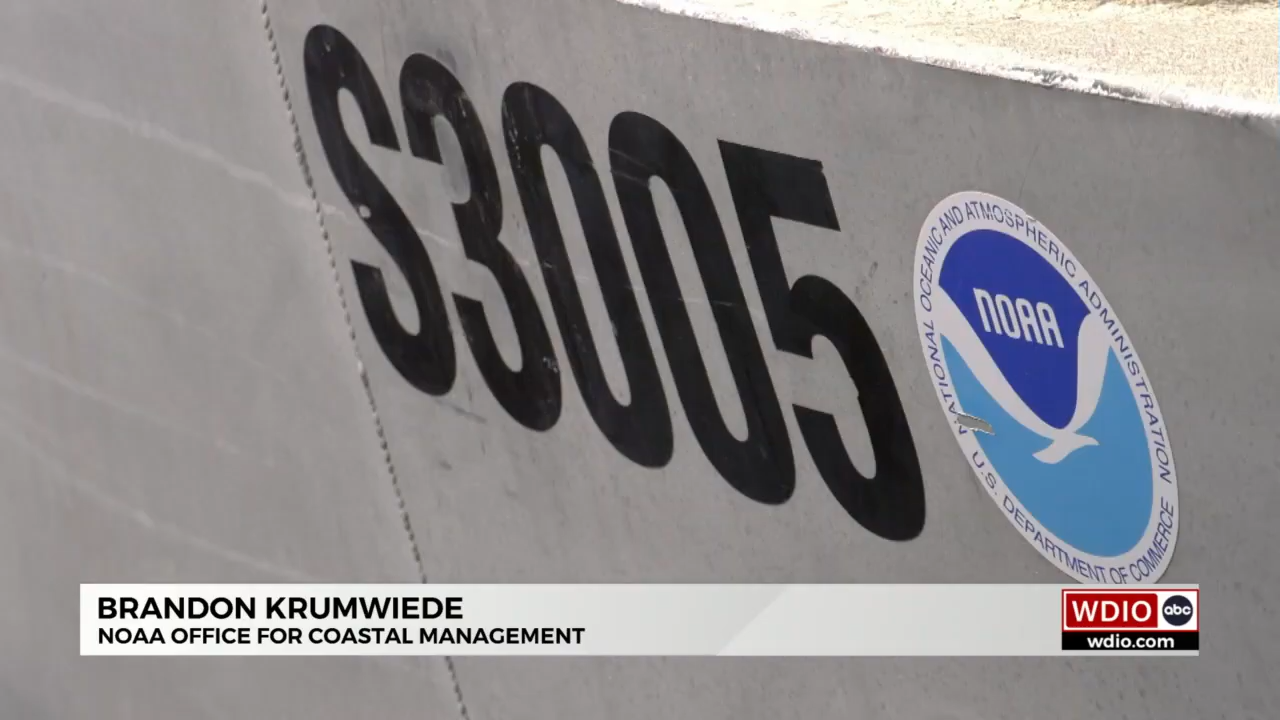 S3005
NATIONAL OCEANIC AND ATMOSPHERIC ADMINISTRATION
NOAA
U.S. DEPARTMENT OF COMMERCE
BRANDON KRUMWIEDE
NOAA OFFICE FOR COASTAL MANAGEMENT
WDIO abc
wdio.com